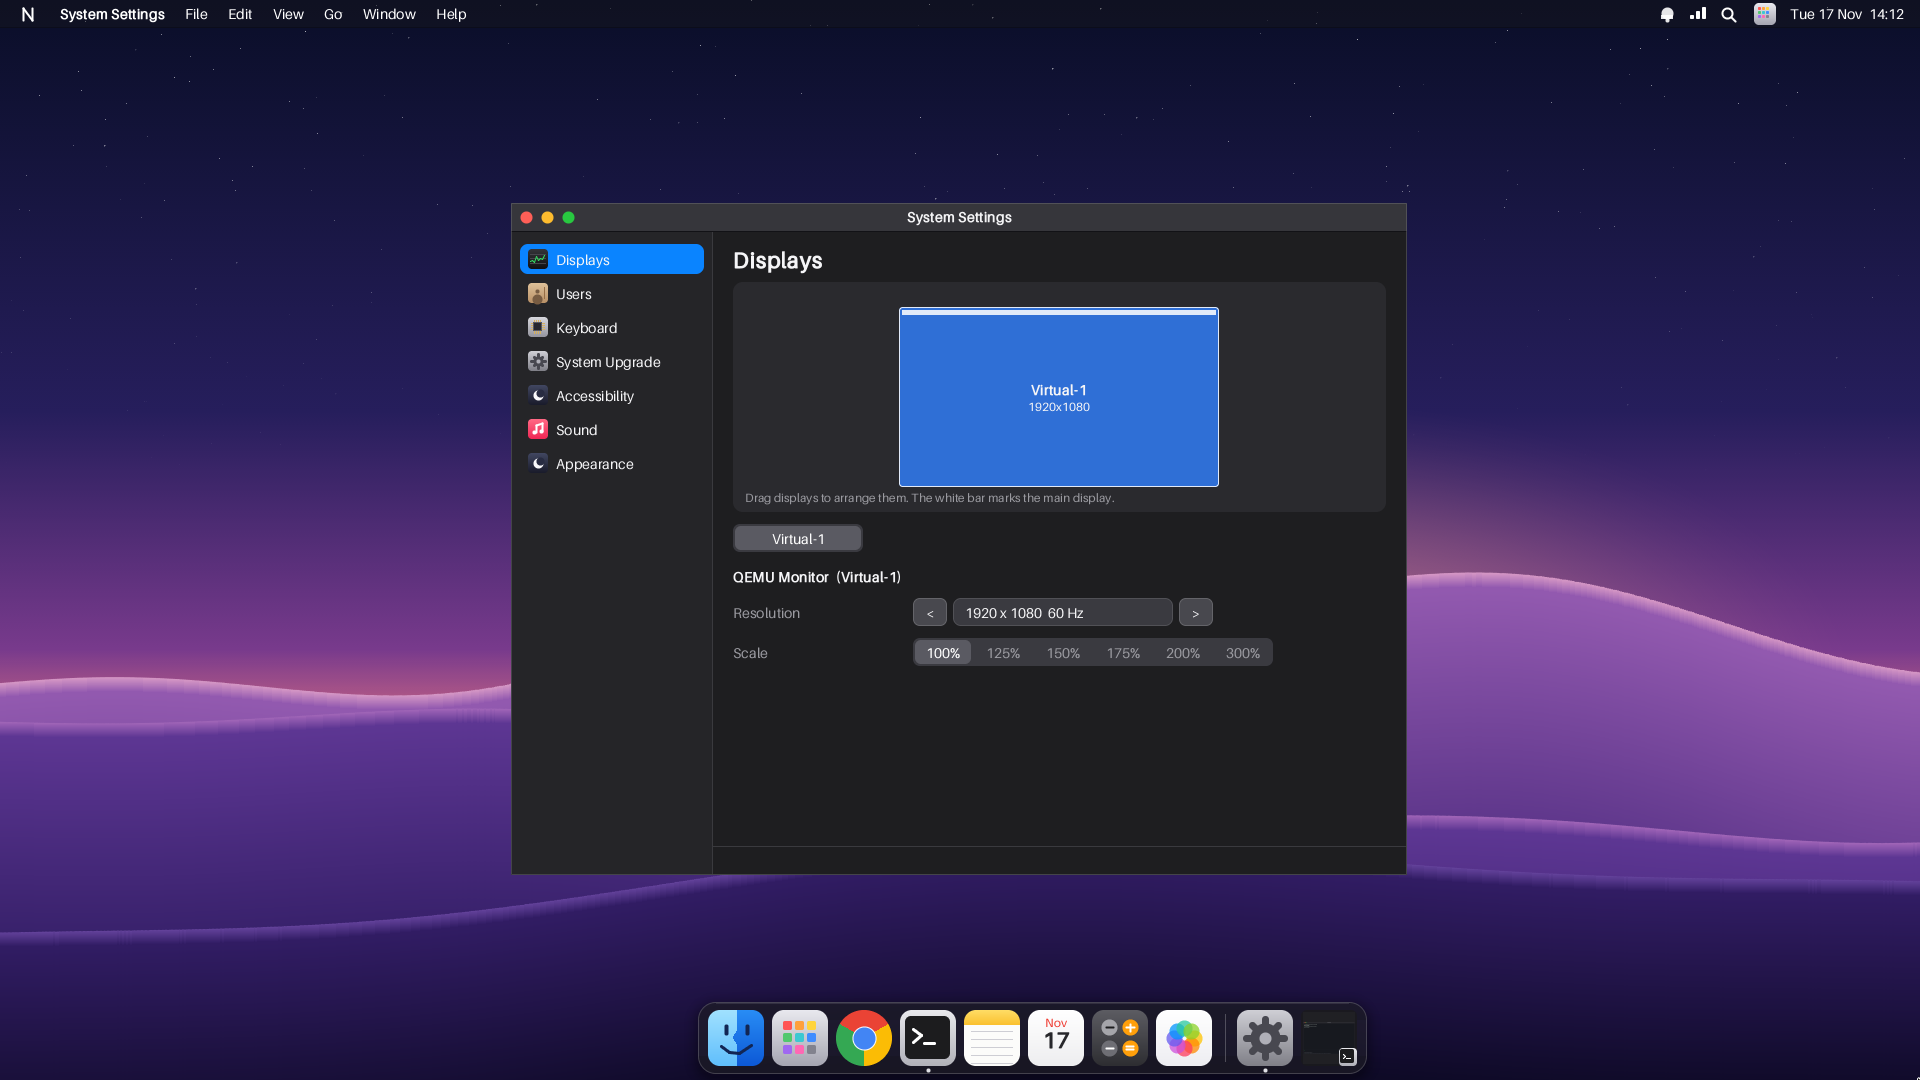 System Settings File Edit View Go Window Help
Tue 17 Nov 14:12
System Settings
Displays
Users
Keyboard
System Upgrade
Accessibility
Sound
Appearance
Displays
Virtual-1
1920x1080
Drag displays to arrange them. The white bar marks the main display.
Virtual-1
QEMU Monitor (Virtual-1)
Resolution < 1920 x 1080 60 Hz >
Scale 100% 125% 150% 175% 200% 300%
Nov
17